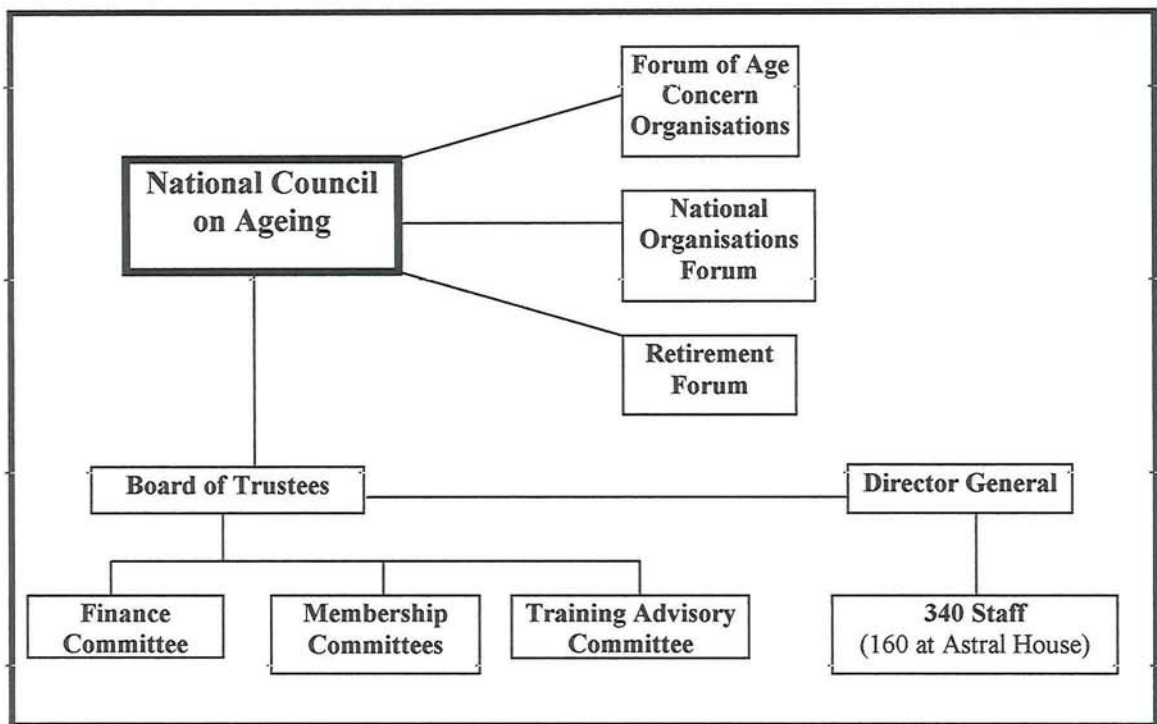 Forum of Age
Concern
Organisations
National Council
on Ageing
National
Organisations
Forum
Retirement
Forum
Board of Trustees
Director General
Finance
Committee
Membership
Committees
Training Advisory
Committee
340 Staff
(160 at Astral House)